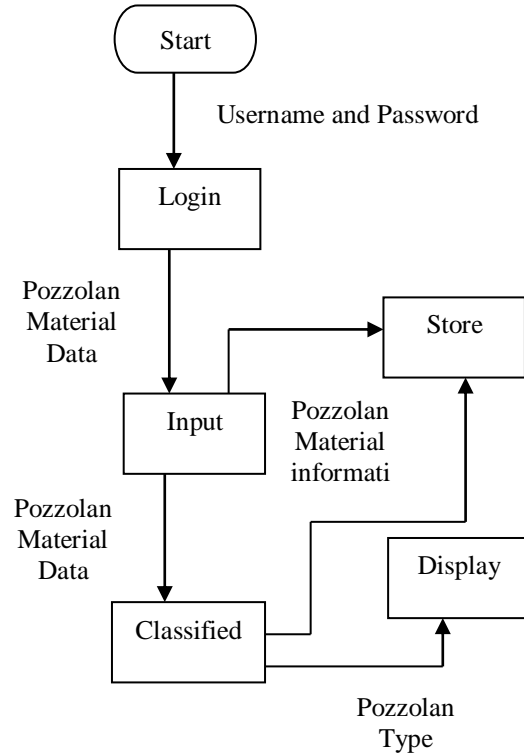 Start
Username and Password
Login
Pozzolan
Material
Data
Store
Input
Pozzolan
Material
informati
Pozzolan
Material
Data
Display
Classified
Pozzolan
Type